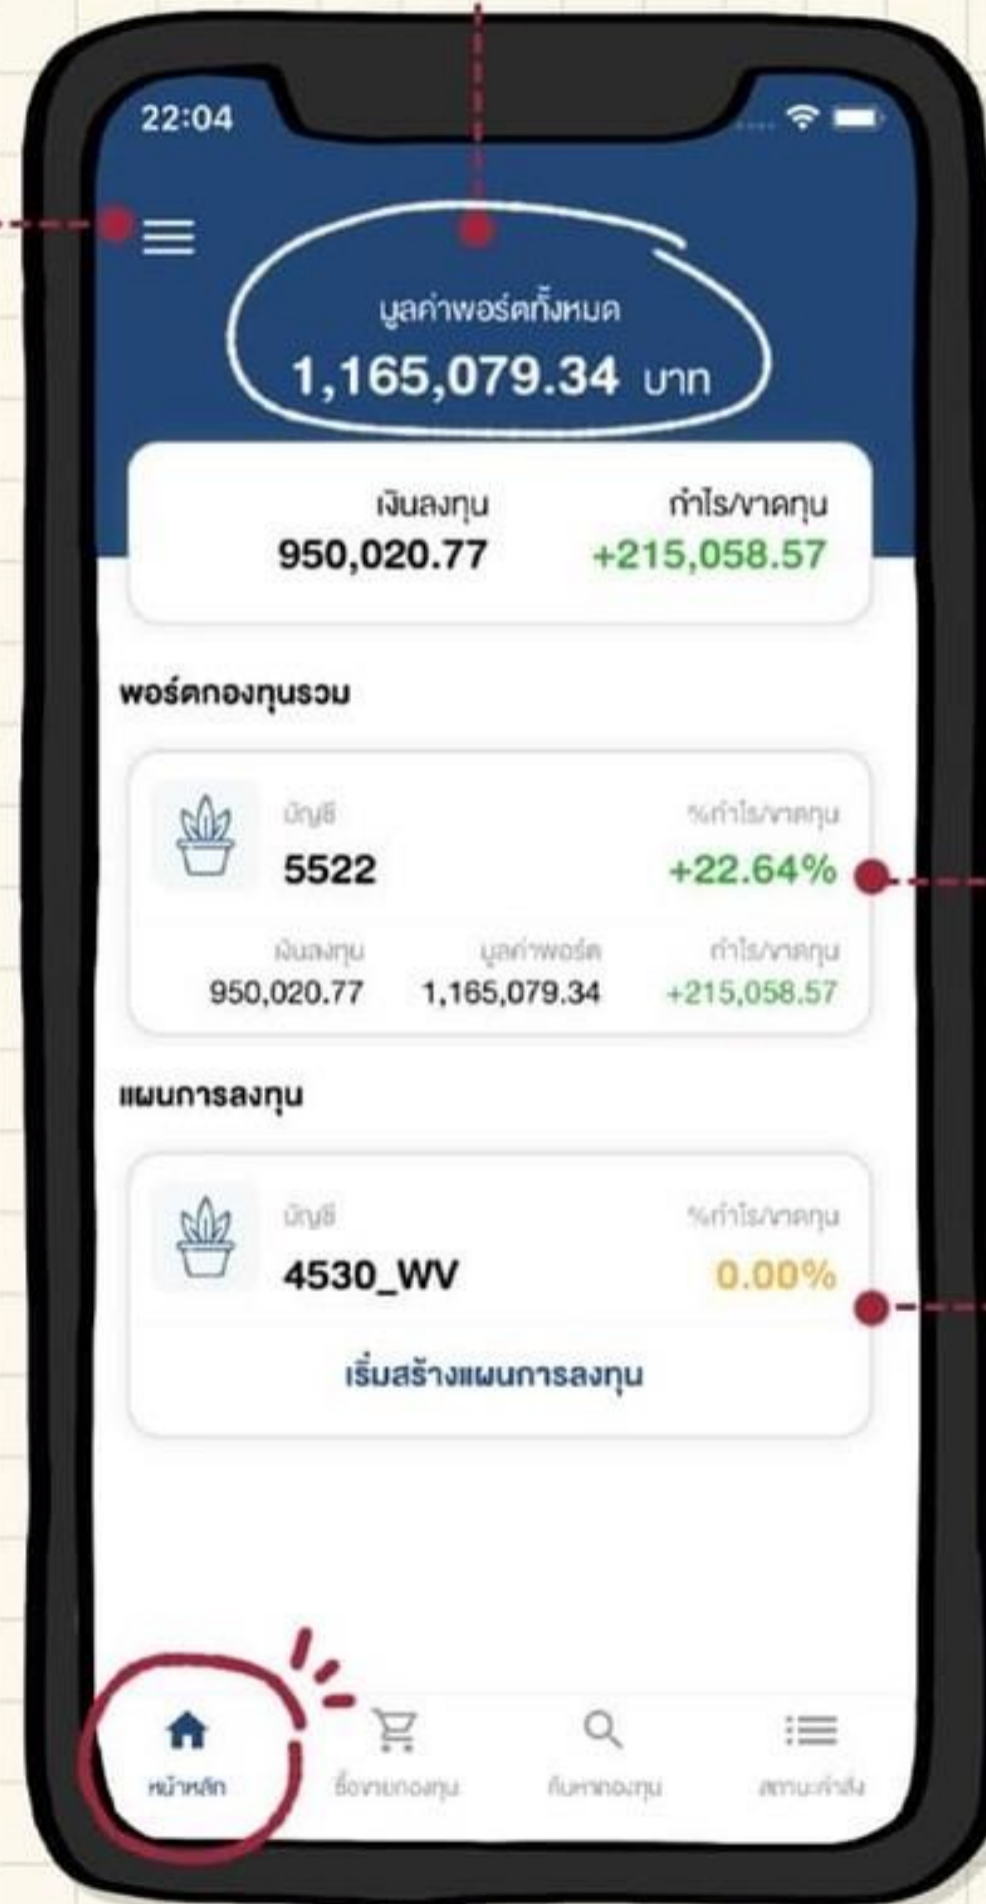 22:04
มูลค่าพอร์ตทั้งหมด
1,165,079.34 บาท
เงินลงทุน กำไร/ขาดทุน
950,020.77 +215,058.57
พอร์ตกองทุนรวม
บัญชี %กำไร/ขาดทุน
5522 +22.64%
เงินลงทุน มูลค่าพอร์ต กำไร/ขาดทุน
950,020.77 1,165,079.34 +215,058.57
แผนการลงทุน
บัญชี %กำไร/ขาดทุน
4530_WV 0.00%
เริ่มสร้างแผนการลงทุน
หน้าหลัก ซื้อขายกองทุน ค้นหากองทุน สถานะคำสั่ง